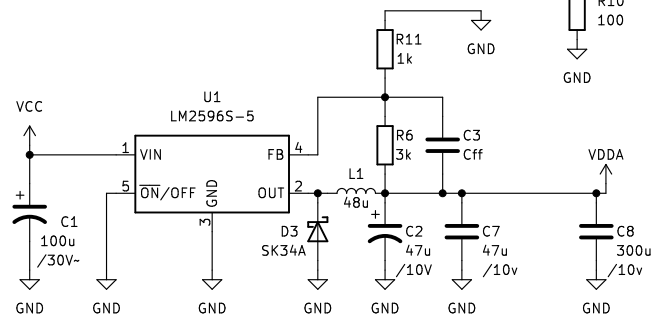 R10
100
GND
R11
1k
GND
VCC
U1
LM2596S-5
1
VIN
FB
4
R6
3k
C3
Cff
5
ON/OFF
GND
OUT
2
3
L1
48u
VDDA
+
C1
100u
/30V~
D3
SK34A
+
C2
47u
/10V
C7
47u
/10v
C8
300u
/10v
GND
GND
GND
GND
GND
GND
GND